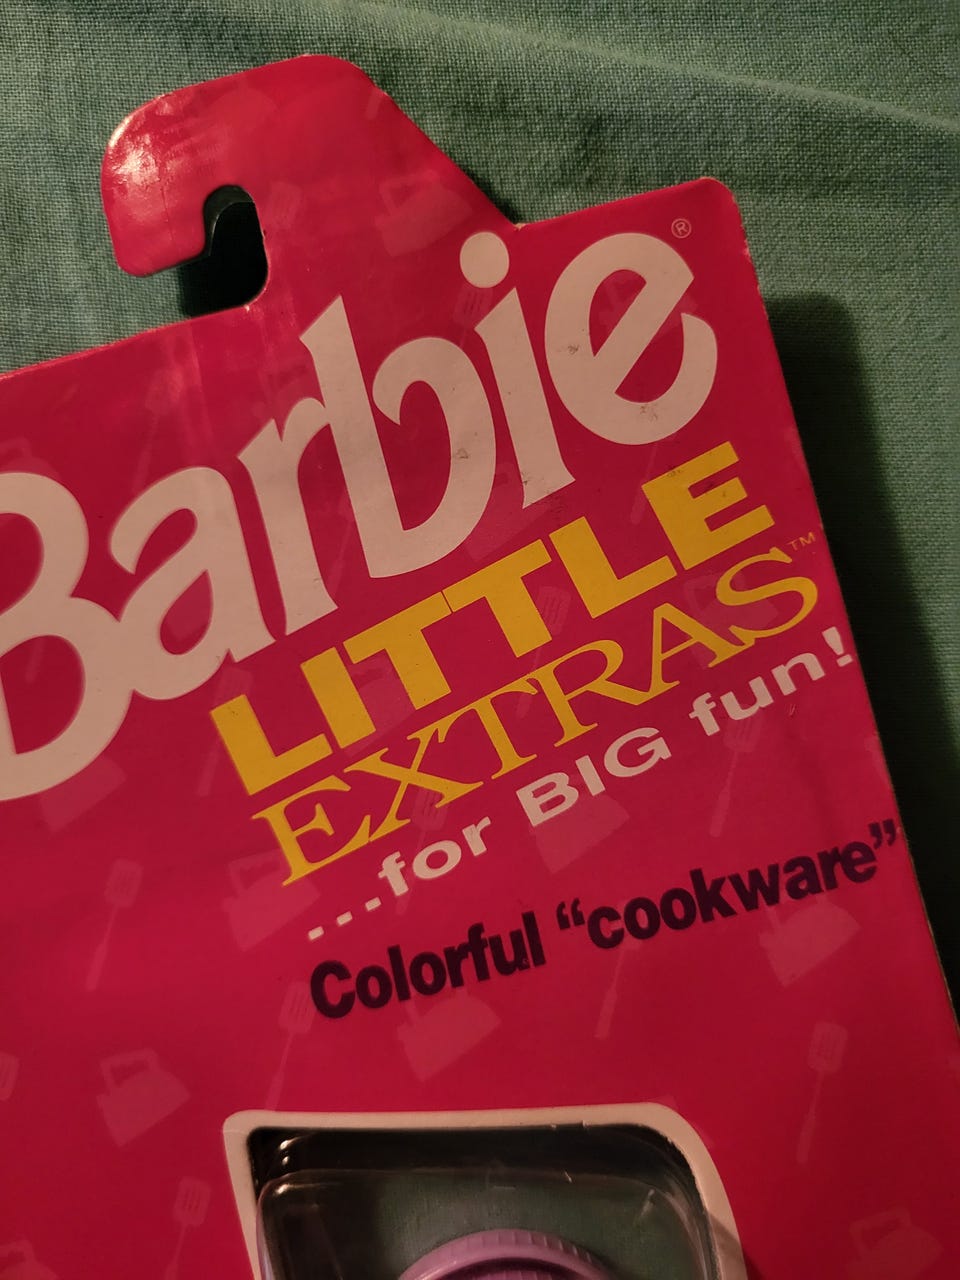 Barbie®
LITTLE
EXTRAS™
...for BIG fun!
Colorful “cookware”